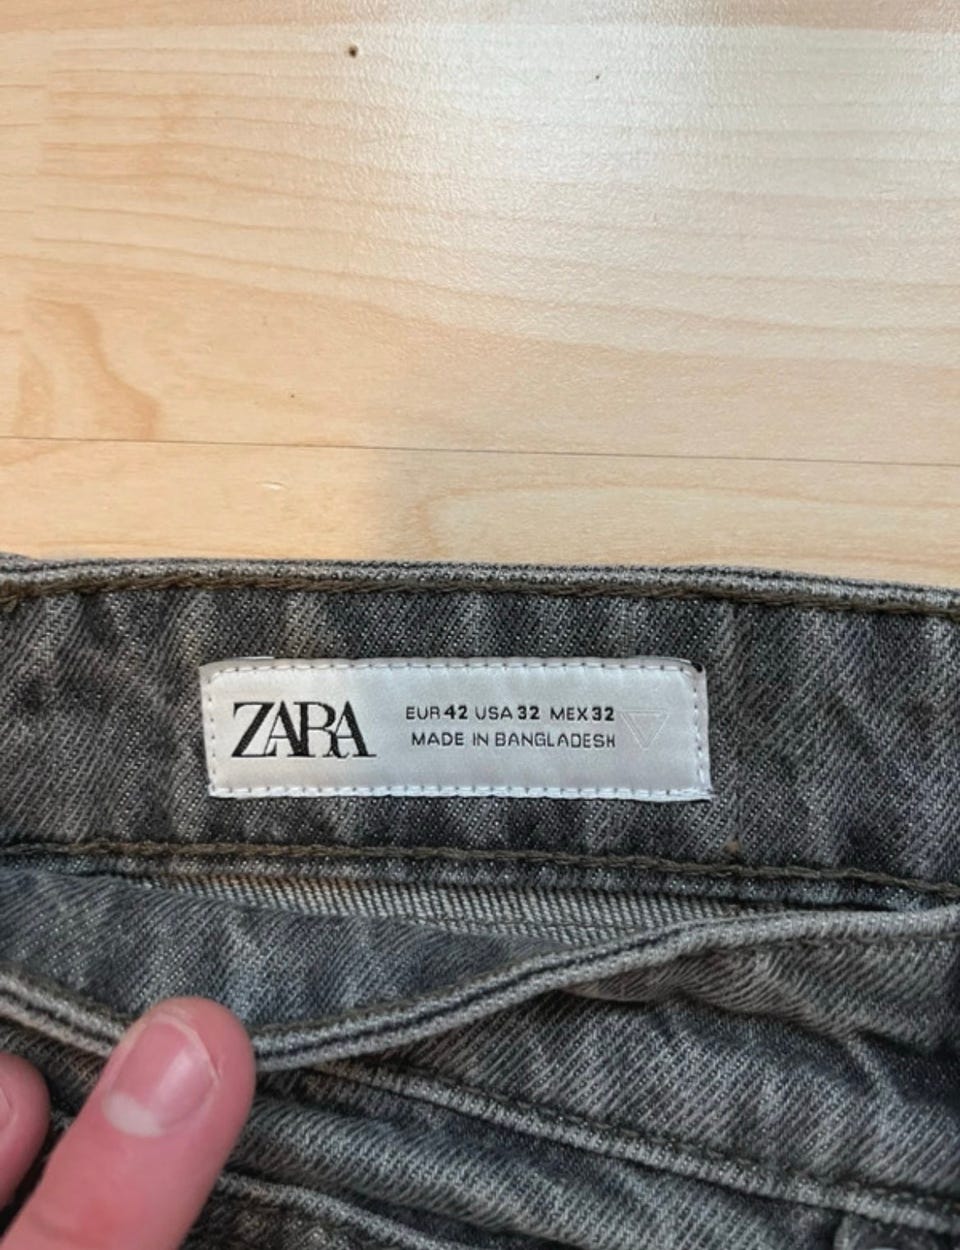 ZARA
EUR 42 USA 32 MEX 32
MADE IN BANGLADESH